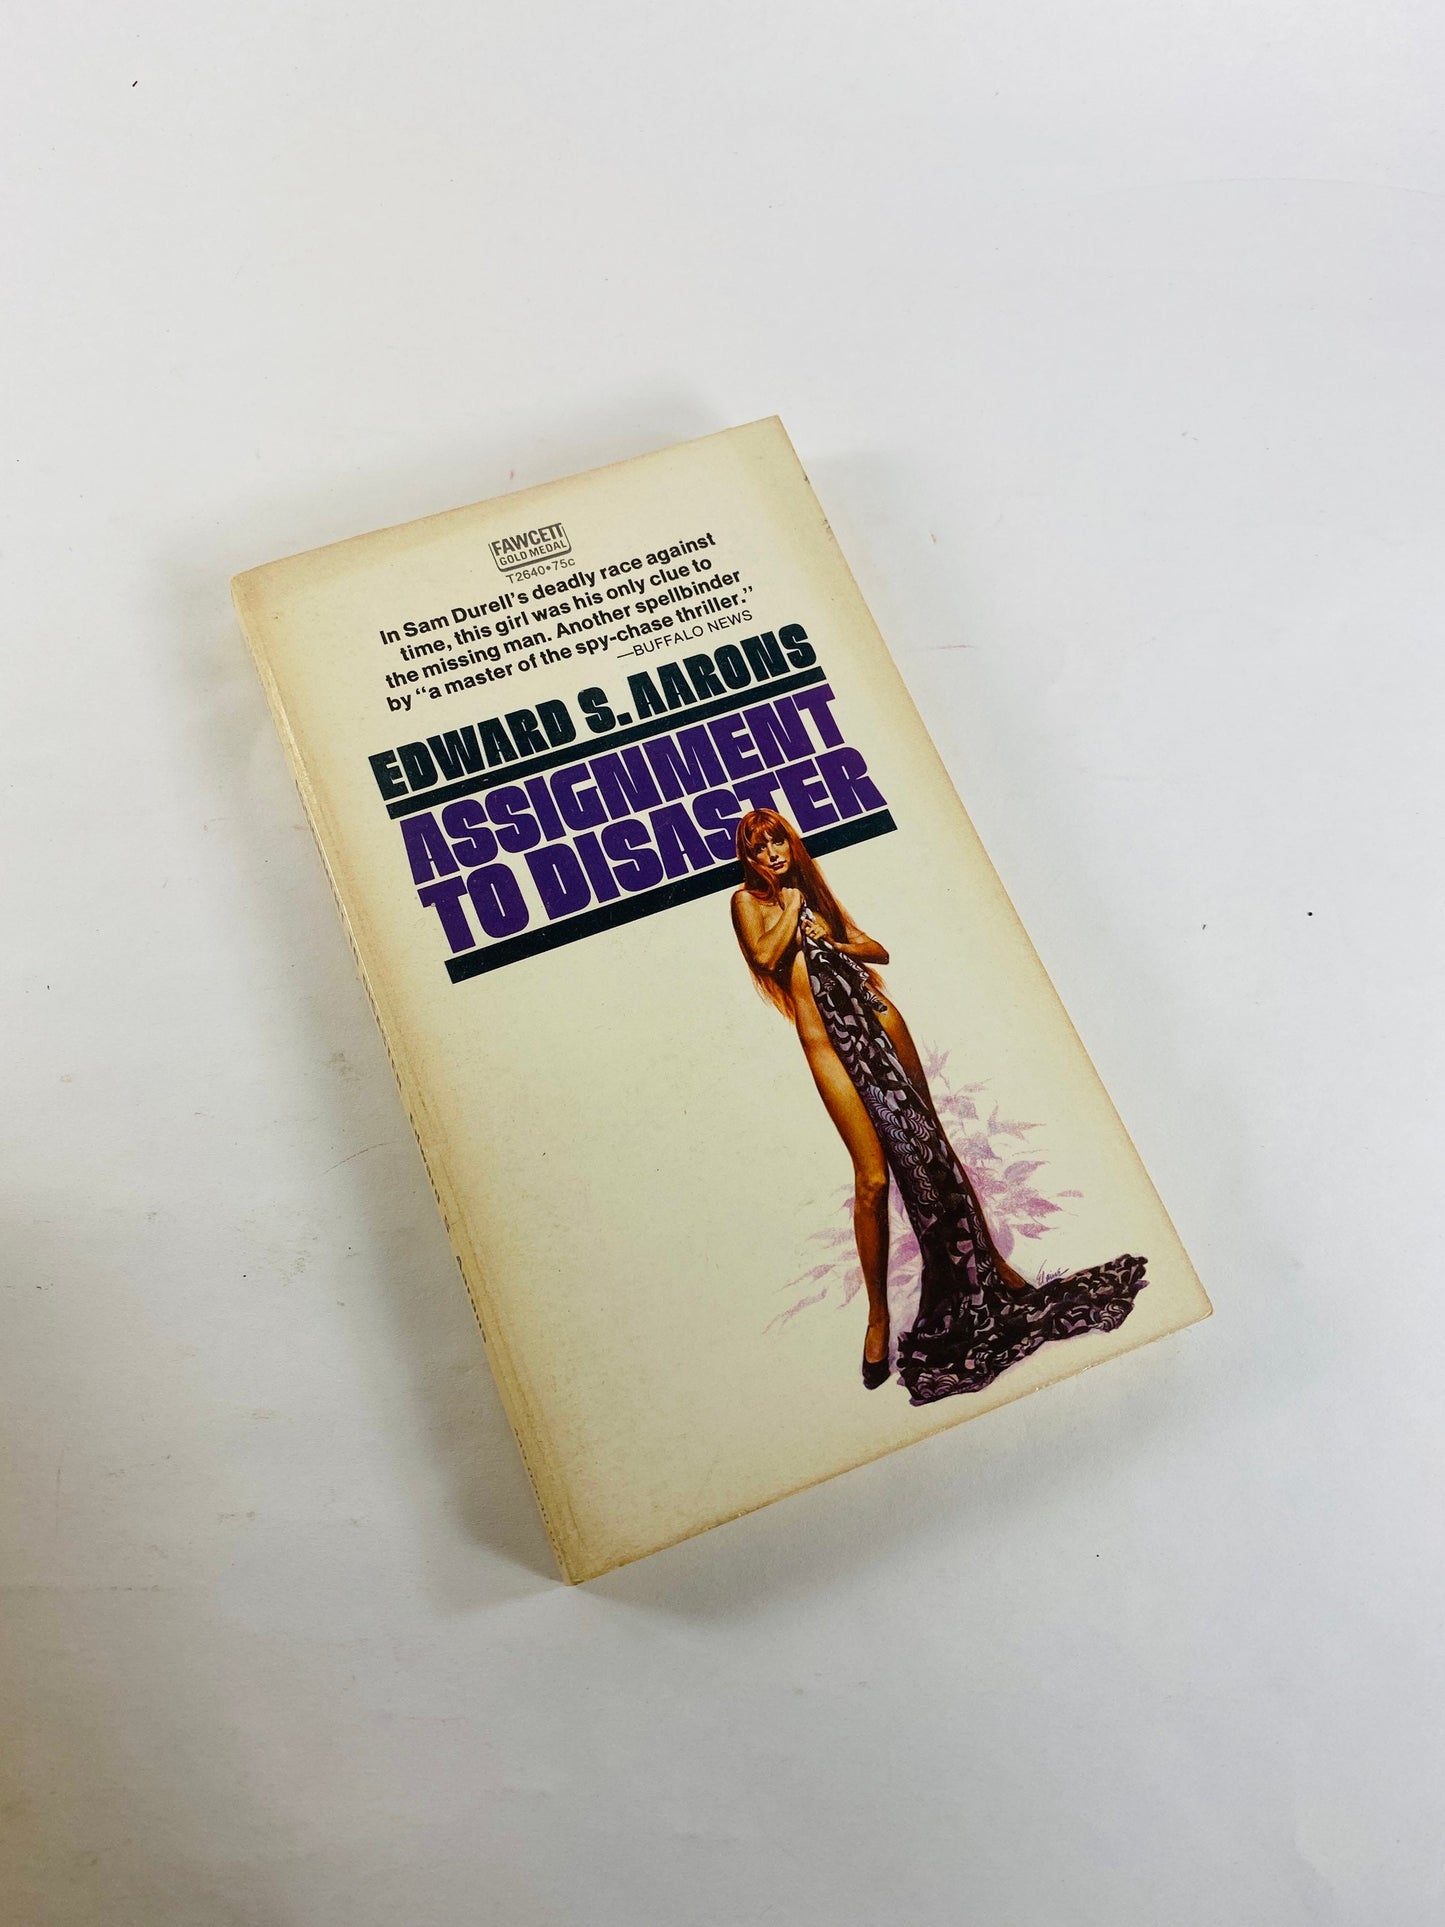 FAWCETT
GOLD MEDAL
T2640•75c
In Sam Durell's deadly race against
time, this girl was his only clue to
the missing man. Another spellbinder
by "a master of the spy-chase thriller."
—BUFFALO NEWS
EDWARD S. AARONS
ASSIGNMENT
TO DISASTER